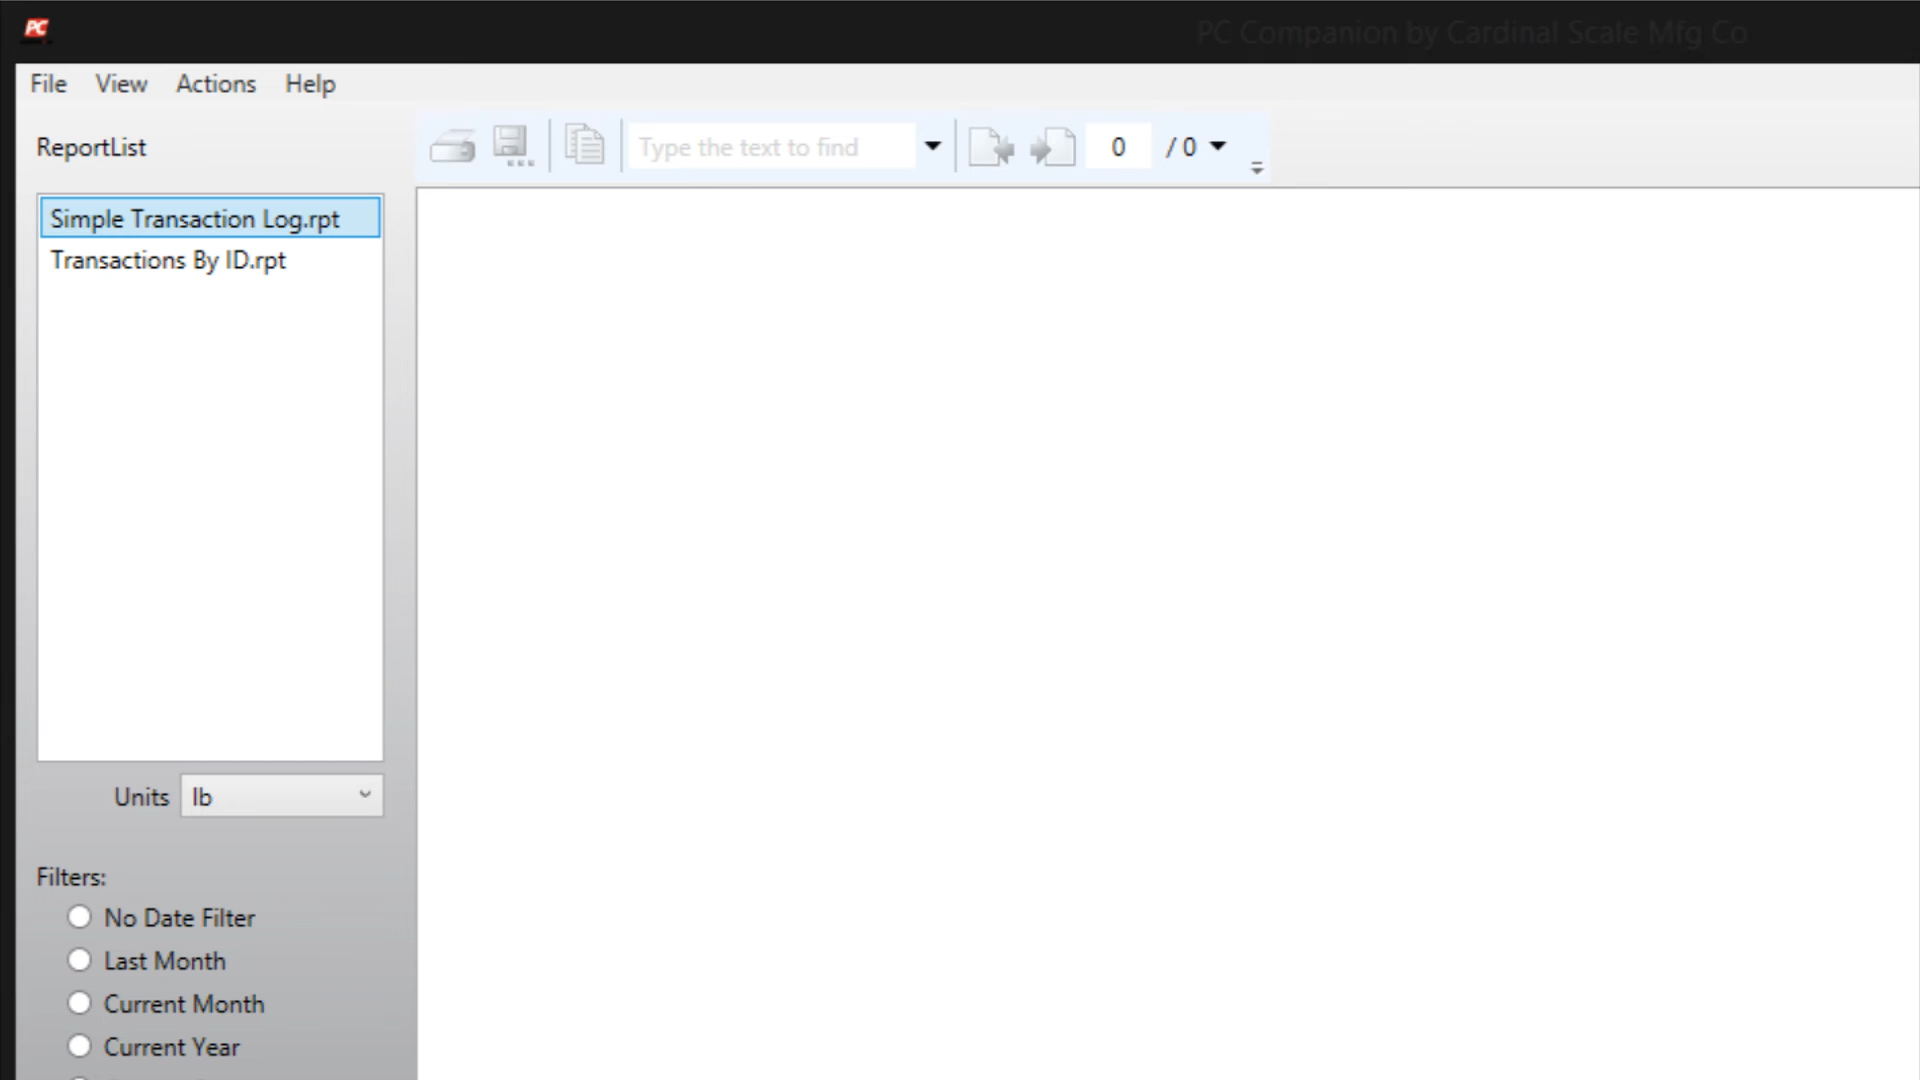 PC
PC Companion by Cardinal Scale Mfg Co
File View Actions Help
ReportList
Type the text to find
0 / 0
Simple Transaction Log.rpt
Transactions By ID.rpt
Units lb
Filters:
No Date Filter
Last Month
Current Month
Current Year